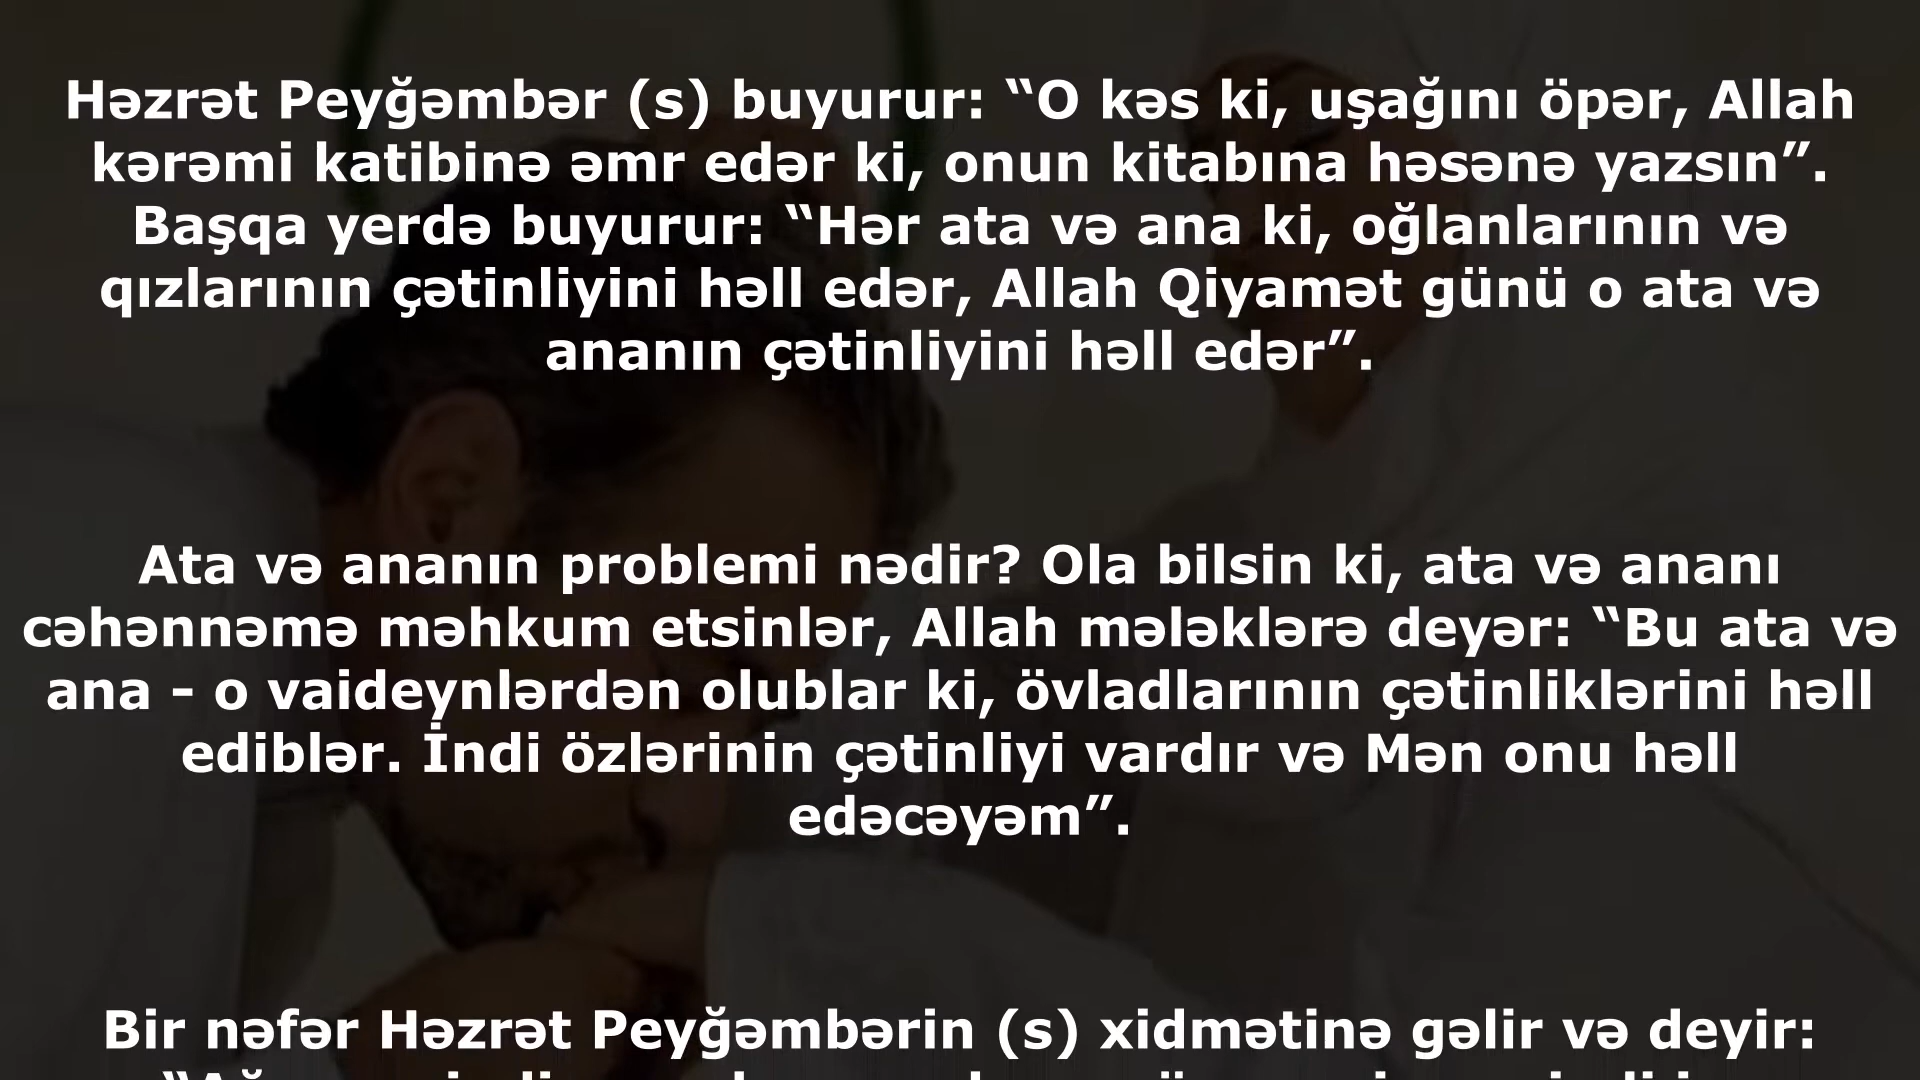 Həzrət Peyğəmbər (s) buyurur: “O kəs ki, uşağını öpər, Allah
kərəmi katibinə əmr edər ki, onun kitabına həsənə yazsın”.
Başqa yerdə buyurur: “Hər ata və ana ki, oğlanlarının və
qızlarının çətinliyini həll edər, Allah Qiyamət günü o ata və
ananın çətinliyini həll edər”.
Ata və ananın problemi nədir? Ola bilsin ki, ata və ananı
cəhənnəmə məhkum etsinlər, Allah mələklərə deyər: “Bu ata və
ana - o vaideynlərdən olublar ki, övladlarının çətinliklərini həll
ediblər. İndi özlərinin çətinliyi vardır və Mən onu həll
edəcəyəm”.
Bir nəfər Həzrət Peyğəmbərin (s) xidmətinə gəlir və deyir: